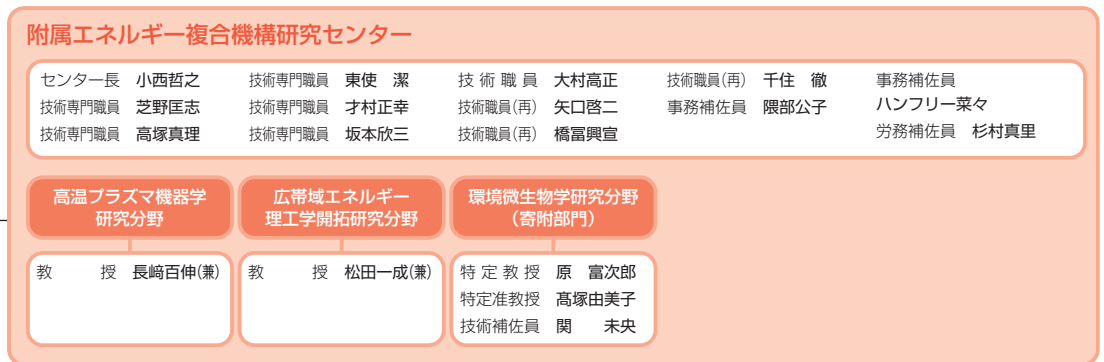 附属エネルギー複合機構研究センター
センター長 小西哲之 技術専門職員 東使 潔 技術職員 大村高正 技術職員(再) 千住 徹 事務補佐員
技術専門職員 芝野匡志 技術専門職員 才村正幸 技術職員(再) 矢口啓二 事務補佐員 隈部公子 ハンフリー菜々
技術専門職員 高塚真理 技術専門職員 坂本欣三 技術職員(再) 橋冨興宣 労務補佐員 杉村真里
高温プラズマ機器学
研究分野
教授 長﨑百伸(兼)
広帯域エネルギー
理工学開拓研究分野
教授 松田一成(兼)
環境微生物学研究分野
(寄附部門)
特定教授 原 富次郎
特定准教授 髙塚由美子
技術補佐員 関 未央